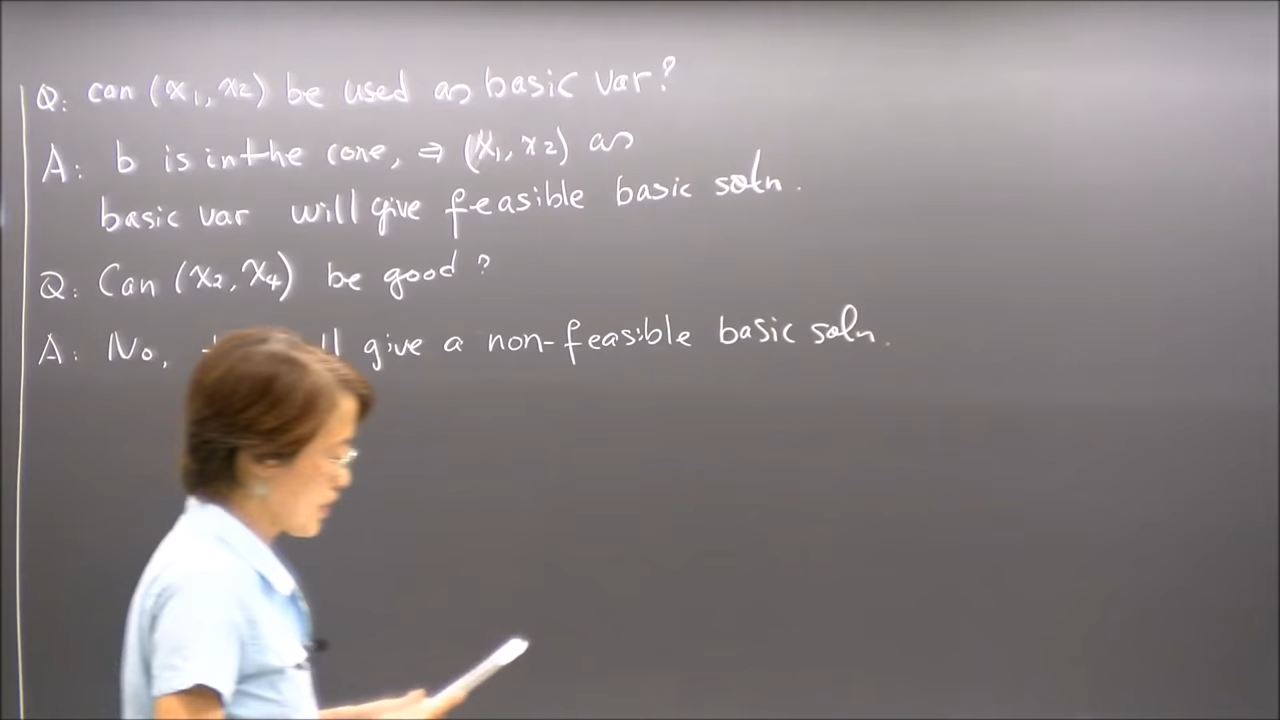 Q: can (x₁, x₂) be used as basic var?
A: b is in the cone, ⇒ (x₁, x₂) as
basic var will give feasible basic soln.
Q: Can (x₂, x₄) be good?
A: No, give a non-feasible basic soln.